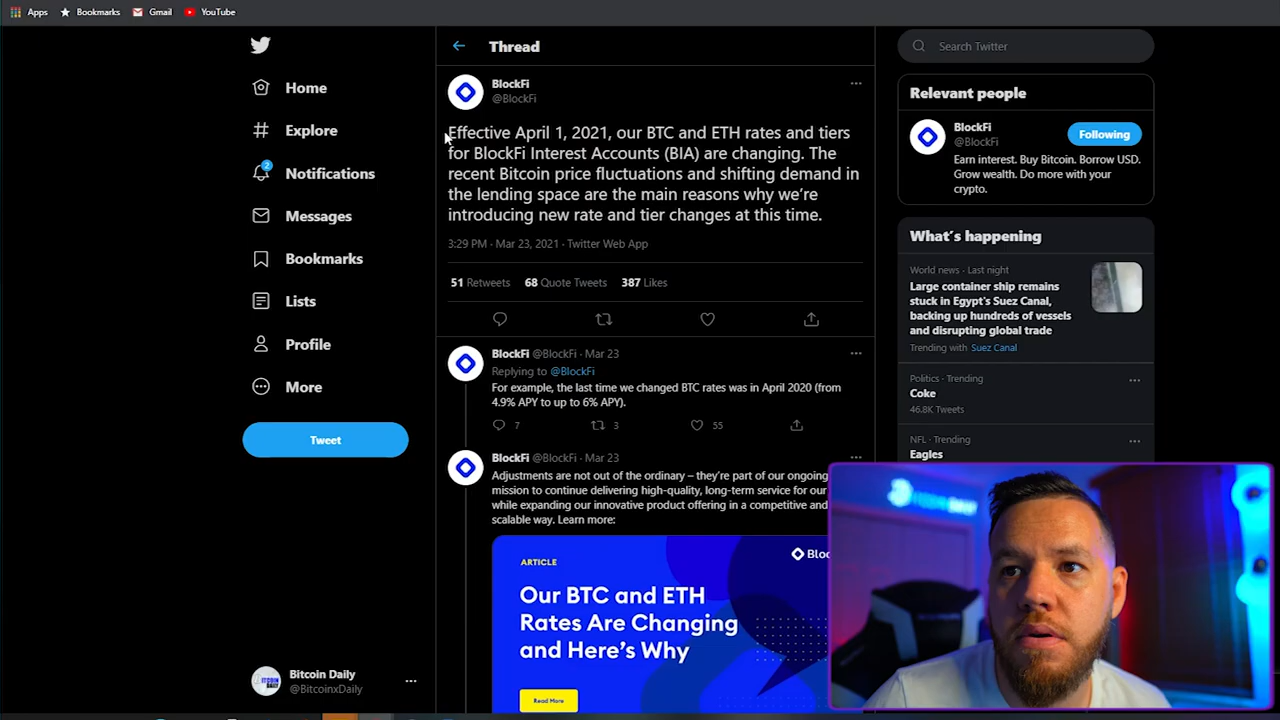 Apps Bookmarks Gmail YouTube
Thread
Search Twitter
Home
Explore
2
Notifications
Messages
Bookmarks
Lists
Profile
More
Tweet
Bitcoin Daily
@BitcoinxDaily
BlockFi
@BlockFi
Effective April 1, 2021, our BTC and ETH rates and tiers
for BlockFi Interest Accounts (BIA) are changing. The
recent Bitcoin price fluctuations and shifting demand in
the lending space are the main reasons why we're
introducing new rate and tier changes at this time.
3:29 PM · Mar 23, 2021 · Twitter Web App
51 Retweets 68 Quote Tweets 387 Likes
BlockFi @BlockFi · Mar 23
Replying to @BlockFi
For example, the last time we changed BTC rates was in April 2020 (from
4.9% APY to up to 6% APY).
7 3 55
BlockFi @BlockFi · Mar 23
Adjustments are not out of the ordinary – they're part of our ongoing
mission to continue delivering high-quality, long-term service for our
while expanding our innovative product offering in a competitive and
scalable way. Learn more:
ARTICLE
Our BTC and ETH
Rates Are Changing
and Here's Why
Read More
Relevant people
BlockFi
@BlockFi
Following
Earn interest. Buy Bitcoin. Borrow USD.
Grow wealth. Do more with your
crypto.
What's happening
World news · Last night
Large container ship remains
stuck in Egypt's Suez Canal,
backing up hundreds of vessels
and disrupting global trade
Trending with Suez Canal
Politics · Trending
Coke
46.8K Tweets
NFL · Trending
Eagles